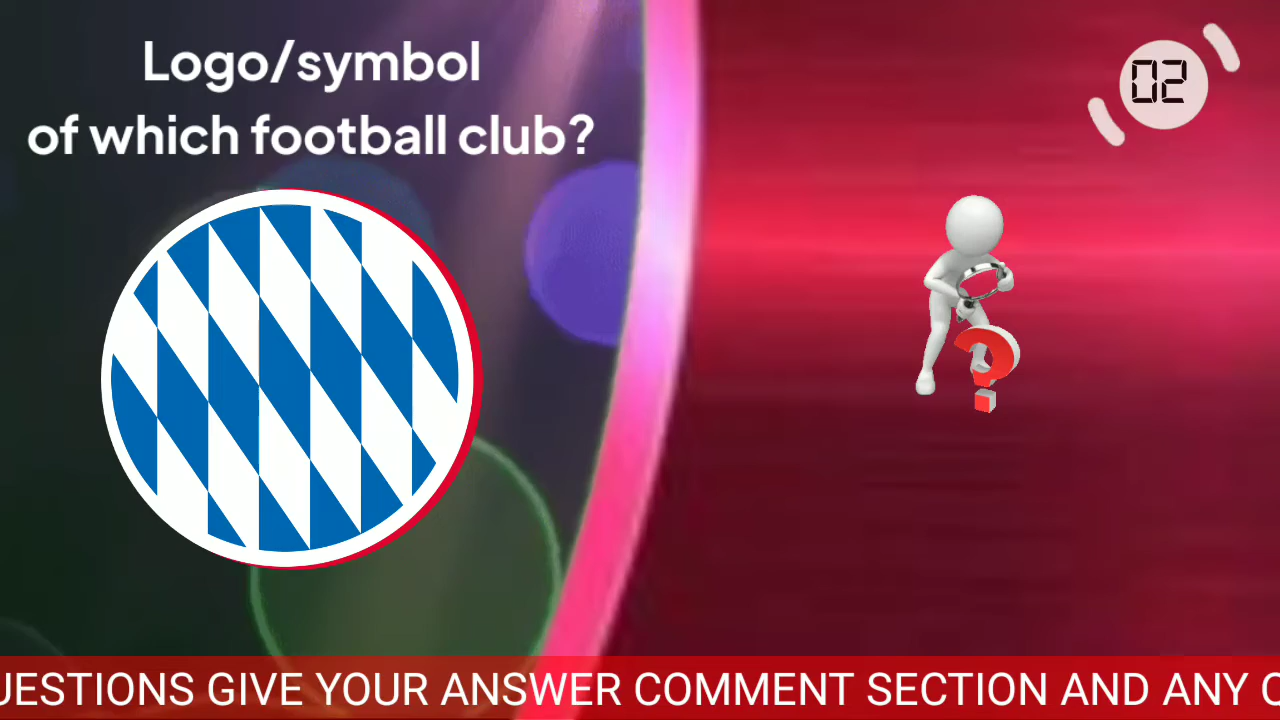 Logo/symbol
of which football club?
02
UESTIONS GIVE YOUR ANSWER COMMENT SECTION AND ANY